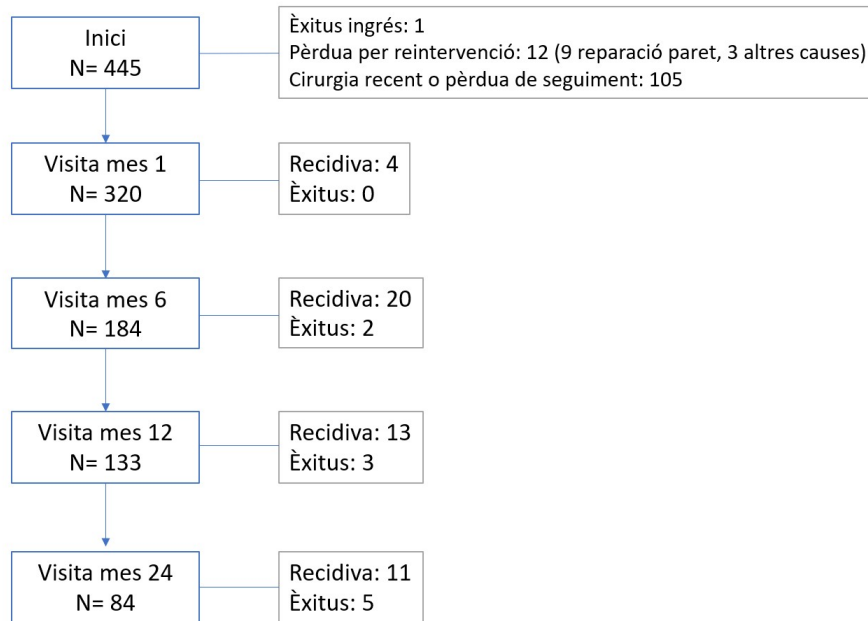 Inici
N= 445
Èxitus ingrés: 1
Pèrdua per reintervenció: 12 (9 reparació paret, 3 altres causes)
Cirurgia recent o pèrdua de seguiment: 105
Visita mes 1
N= 320
Recidiva: 4
Èxitus: 0
Visita mes 6
N= 184
Recidiva: 20
Èxitus: 2
Visita mes 12
N= 133
Recidiva: 13
Èxitus: 3
Visita mes 24
N= 84
Recidiva: 11
Èxitus: 5